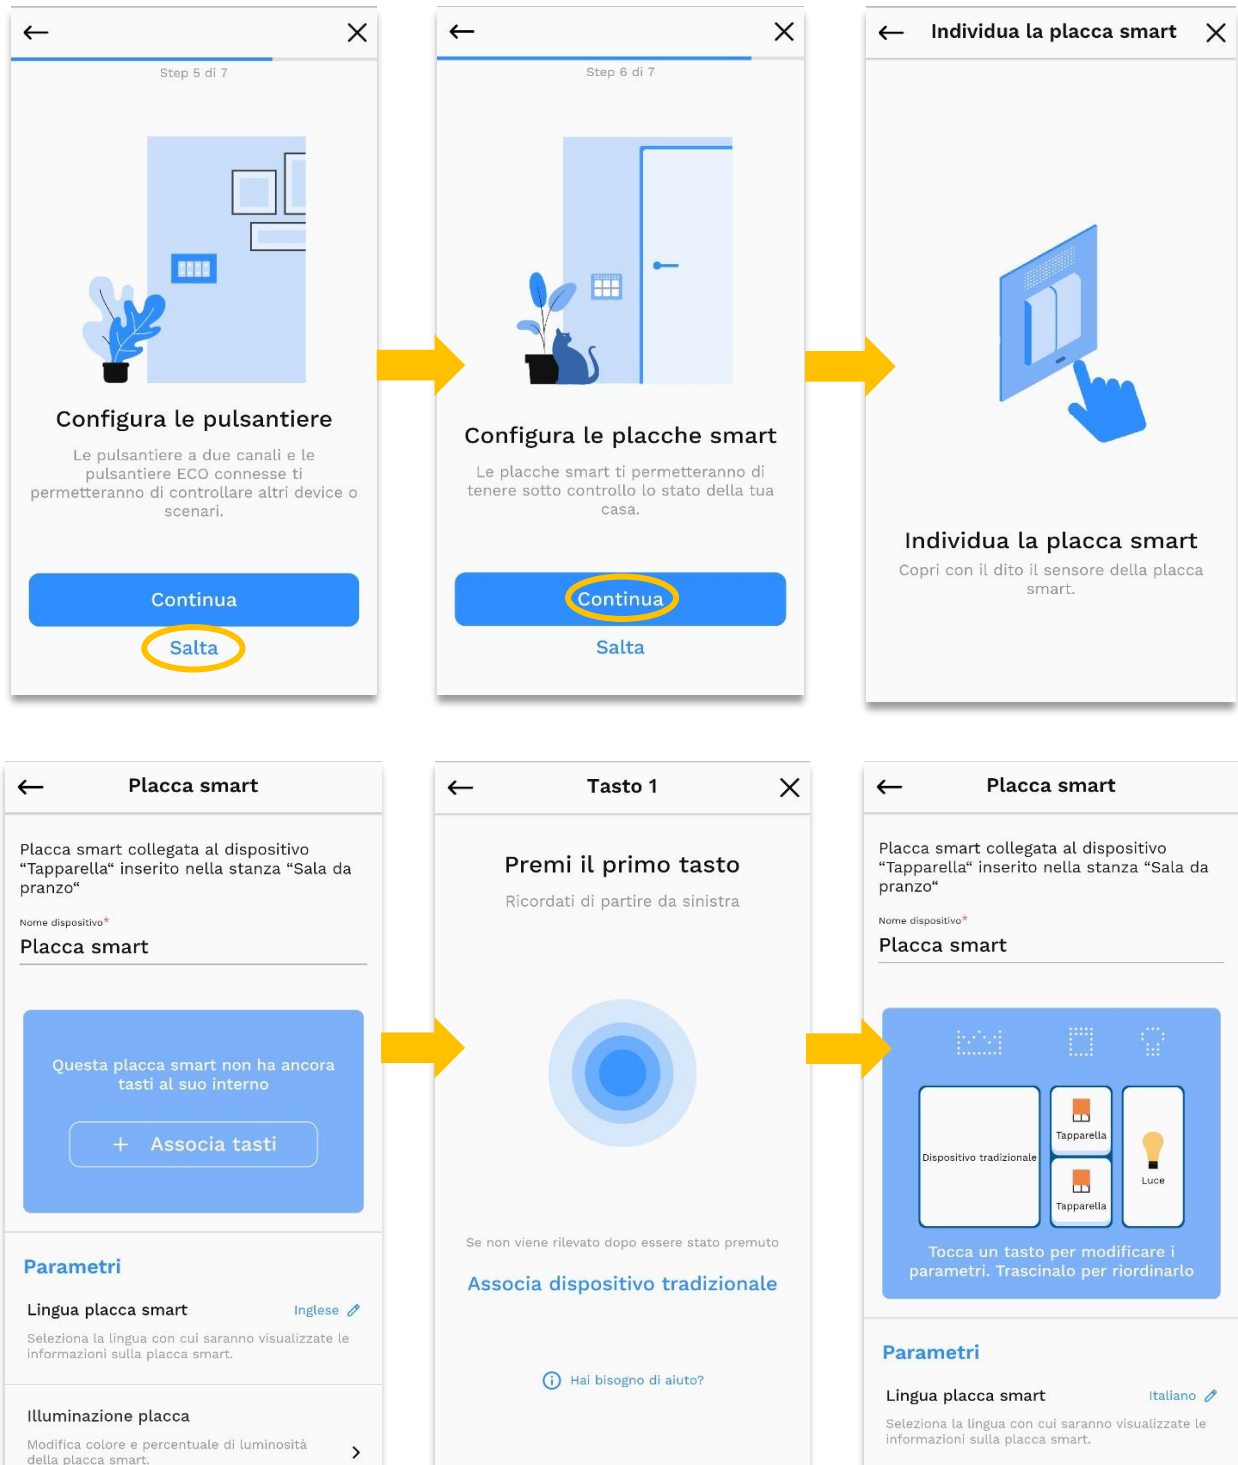 Step 5 di 7
Configura le pulsantiere
Le pulsantiere a due canali e le
pulsantiere ECO connesse ti
permetteranno di controllare altri device o
scenari.
Continua
Salta
Step 6 di 7
Configura le placche smart
Le placche smart ti permetteranno di
tenere sotto controllo lo stato della tua
casa.
Continua
Salta
Individua la placca smart
Individua la placca smart
Copri con il dito il sensore della placca
smart.
Placca smart
Placca smart collegata al dispositivo
“Tapparella“ inserito nella stanza “Sala da
pranzo“
Nome dispositivo*
Placca smart
Questa placca smart non ha ancora
tasti al suo interno
+ Associa tasti
Parametri
Lingua placca smart
Inglese
Seleziona la lingua con cui saranno visualizzate le
informazioni sulla placca smart.
Illuminazione placca
Modifica colore e percentuale di luminosità
della placca smart.
Tasto 1
Premi il primo tasto
Ricordati di partire da sinistra
Se non viene rilevato dopo essere stato premuto
Associa dispositivo tradizionale
Hai bisogno di aiuto?
Placca smart
Placca smart collegata al dispositivo
“Tapparella“ inserito nella stanza “Sala da
pranzo“
Nome dispositivo*
Placca smart
Dispositivo tradizionale
Tapparella
Tapparella
Luce
Tocca un tasto per modificare i
parametri. Trascinalo per riordinarlo
Parametri
Lingua placca smart
Italiano
Seleziona la lingua con cui saranno visualizzate le
informazioni sulla placca smart.